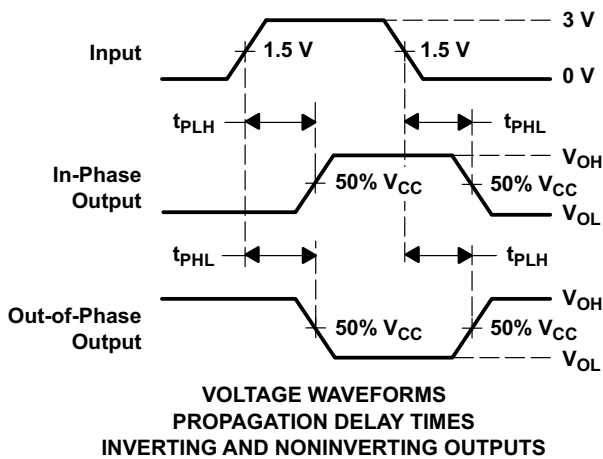 3 V
Input
1.5 V
1.5 V
0 V
tPLH
tPHL
VOH
In-Phase
Output
50% VCC
50% VCC
VOL
tPHL
tPLH
VOH
Out-of-Phase
Output
50% VCC
50% VCC
VOL
VOLTAGE WAVEFORMS
PROPAGATION DELAY TIMES
INVERTING AND NONINVERTING OUTPUTS